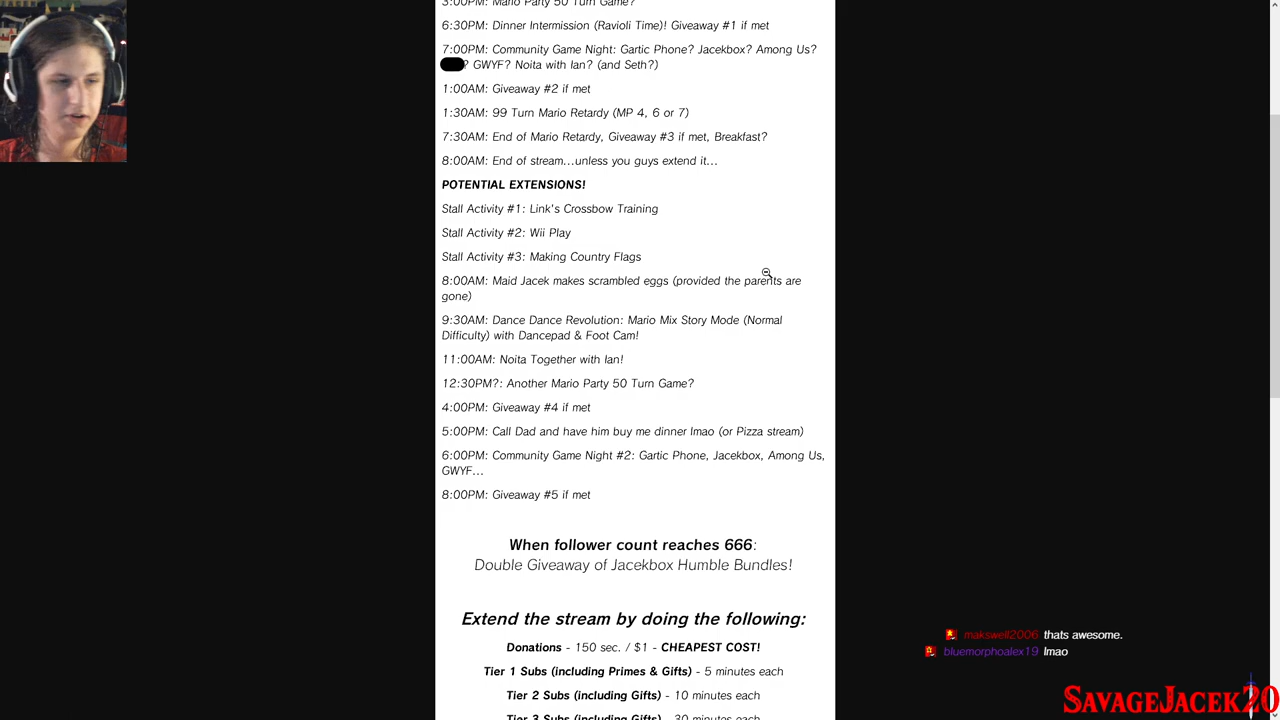 3:00PM: Mario Party 50 Turn Game?
6:30PM: Dinner Intermission (Ravioli Time)! Giveaway #1 if met
7:00PM: Community Game Night: Gartic Phone? Jacekbox? Among Us?
? GWYF? Noita with Ian? (and Seth?)
1:00AM: Giveaway #2 if met
1:30AM: 99 Turn Mario Retardy (MP 4, 6 or 7)
7:30AM: End of Mario Retardy, Giveaway #3 if met, Breakfast?
8:00AM: End of stream...unless you guys extend it...
POTENTIAL EXTENSIONS!
Stall Activity #1: Link's Crossbow Training
Stall Activity #2: Wii Play
Stall Activity #3: Making Country Flags
8:00AM: Maid Jacek makes scrambled eggs (provided the parents are
gone)
9:30AM: Dance Dance Revolution: Mario Mix Story Mode (Normal
Difficulty) with Dancepad & Foot Cam!
11:00AM: Noita Together with Ian!
12:30PM?: Another Mario Party 50 Turn Game?
4:00PM: Giveaway #4 if met
5:00PM: Call Dad and have him buy me dinner lmao (or Pizza stream)
6:00PM: Community Game Night #2: Gartic Phone, Jacekbox, Among Us,
GWYF...
8:00PM: Giveaway #5 if met
When follower count reaches 666:
Double Giveaway of Jacekbox Humble Bundles!
Extend the stream by doing the following:
Donations - 150 sec. / $1 - CHEAPEST COST!
Tier 1 Subs (including Primes & Gifts) - 5 minutes each
Tier 2 Subs (including Gifts) - 10 minutes each
Tier 3 Subs (including Gifts) - 30 minutes each
makswell2006 thats awesome.
bluemorphoalex19 lmao
SAVAGEJACEK20